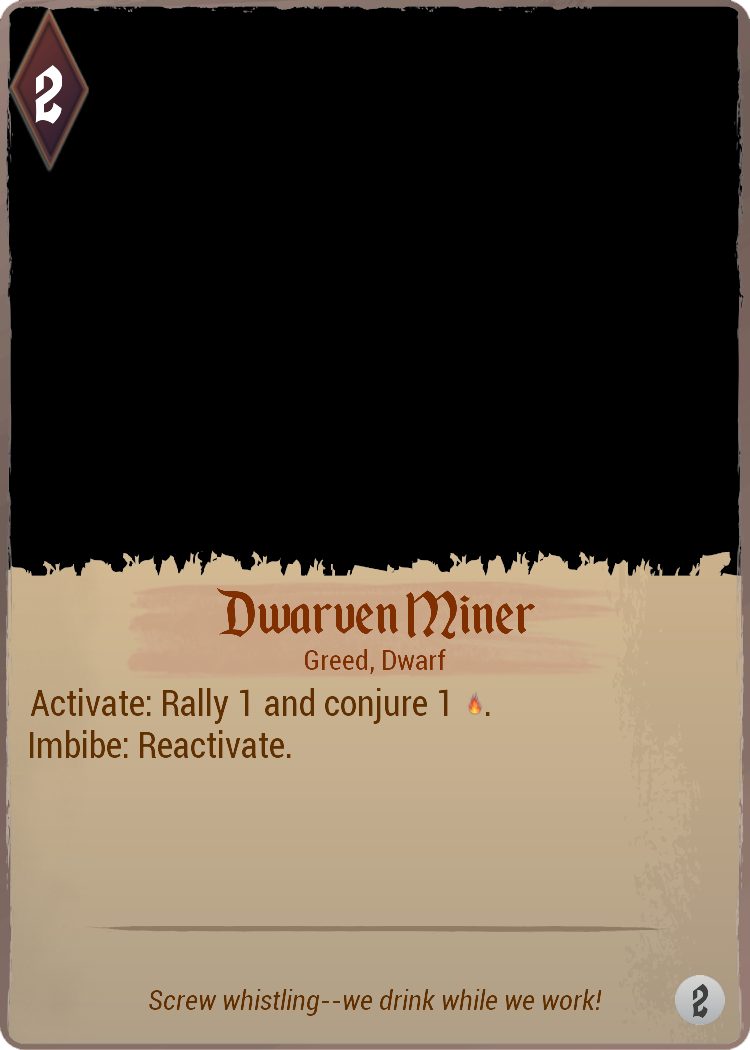 2
Dwarven Miner
Greed, Dwarf
Activate: Rally 1 and conjure 1 🔥.
Imbibe: Reactivate.
Screw whistling--we drink while we work!
2